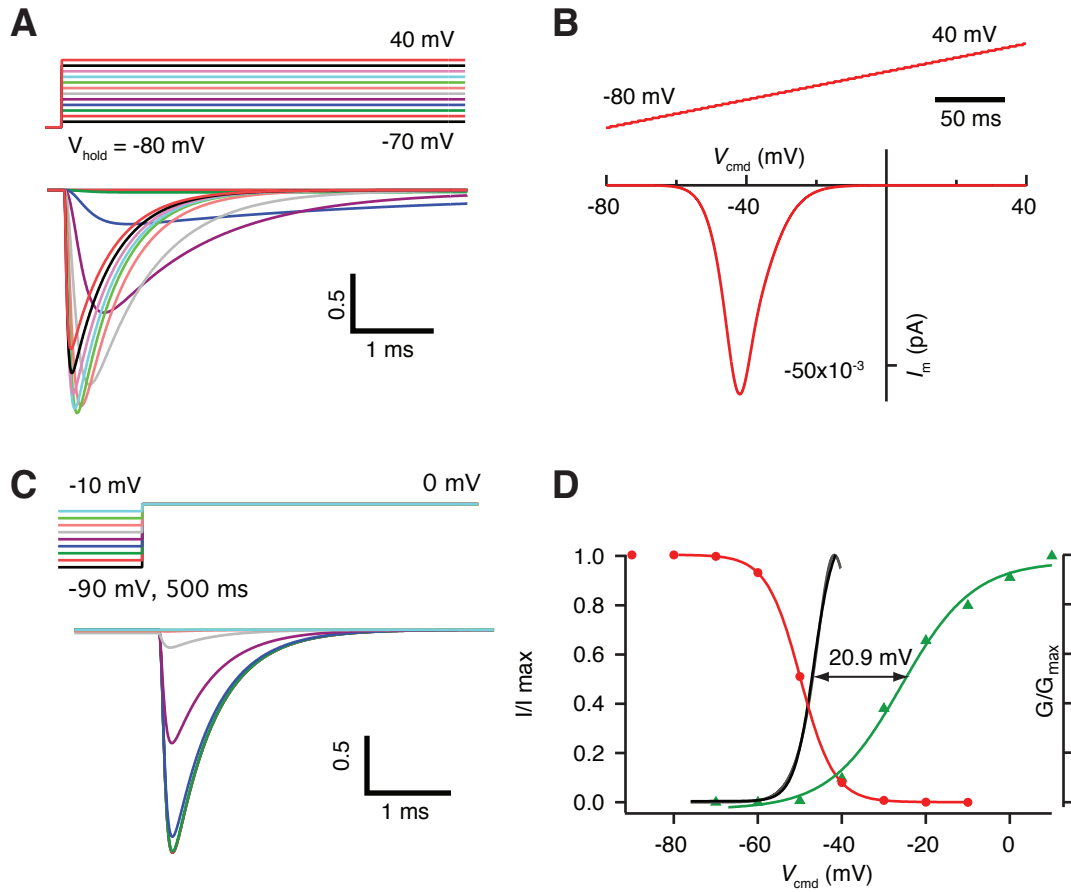 A
40 mV
V_hold = -80 mV
-70 mV
0.5
1 ms
B
40 mV
-80 mV
50 ms
V_cmd (mV)
-80
-40
40
-50x10⁻³
I_m (pA)
C
-10 mV
0 mV
-90 mV, 500 ms
0.5
1 ms
D
1.0
0.8
0.6
0.4
0.2
0.0
I/I max
20.9 mV
G/G_max
-80
-60
-40
-20
0
V_cmd (mV)